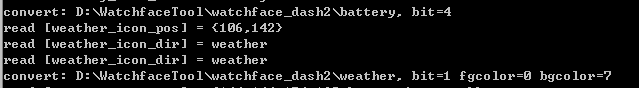 convert: D:\WatchfaceTool\watchface_dash2\battery, bit=4
read [weather_icon_pos] = {106,142}
read [weather_icon_dir] = weather
read [weather_icon_dir] = weather
convert: D:\WatchfaceTool\watchface_dash2\weather, bit=1 fgcolor=0 bgcolor=7